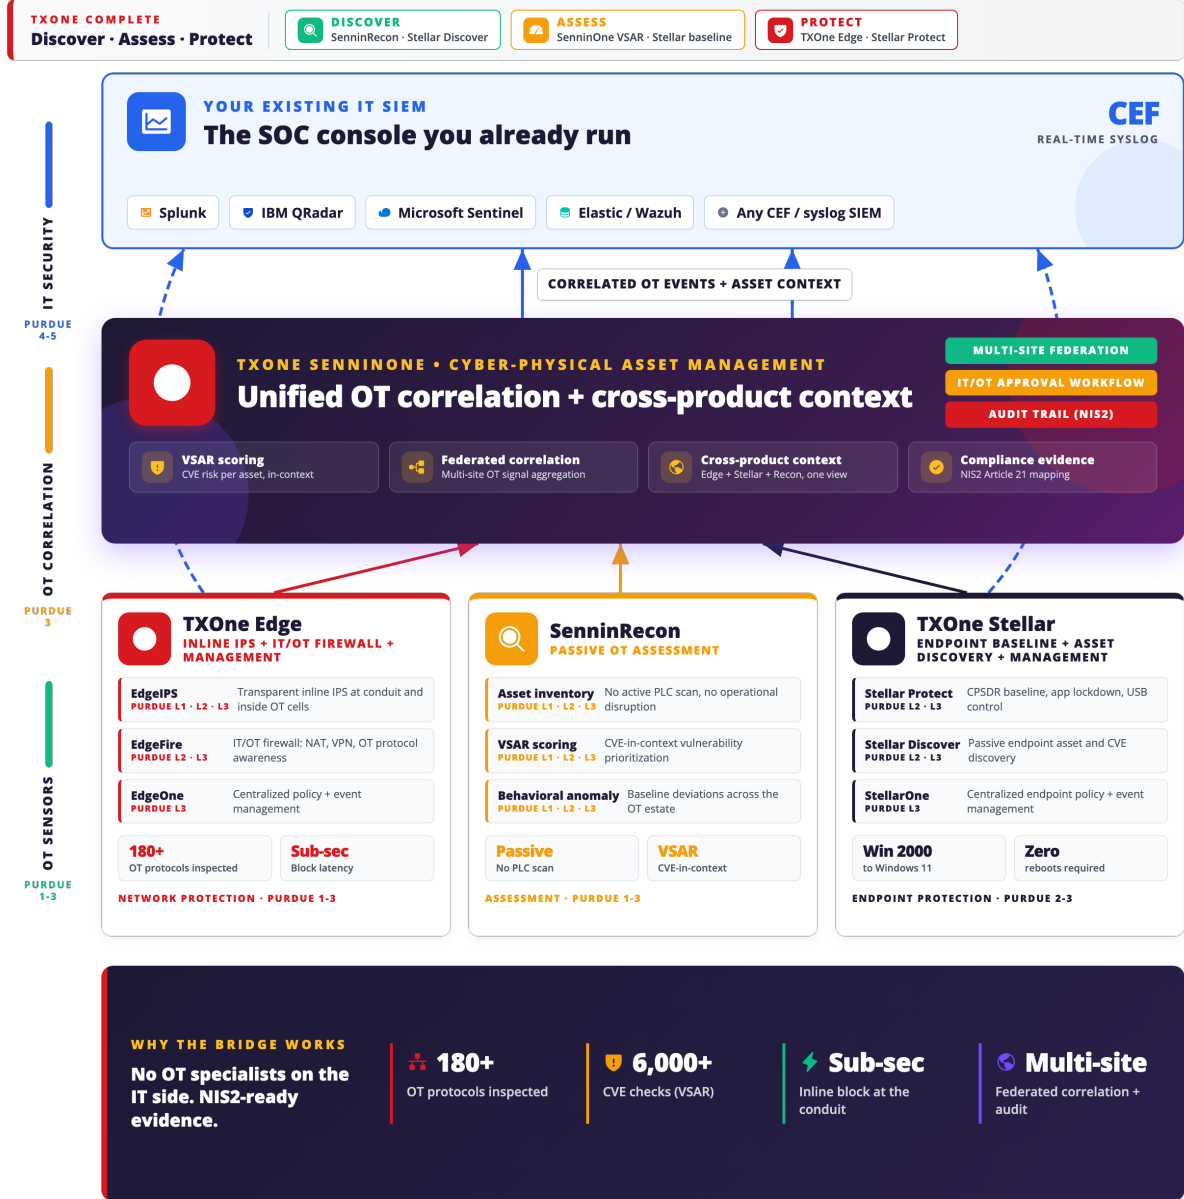 TXONE COMPLETE
Discover · Assess · Protect
DISCOVER
SenninRecon · Stellar Discover
ASSESS
SenninOne VSAR · Stellar baseline
PROTECT
TXOne Edge · Stellar Protect
YOUR EXISTING IT SIEM
The SOC console you already run
CEF
REAL-TIME SYSLOG
Splunk
IBM QRadar
Microsoft Sentinel
Elastic / Wazuh
Any CEF / syslog SIEM
IT SECURITY
PURDUE
4-5
CORRELATED OT EVENTS + ASSET CONTEXT
TXONE SENNINONE • CYBER-PHYSICAL ASSET MANAGEMENT
Unified OT correlation + cross-product context
MULTI-SITE FEDERATION
IT/OT APPROVAL WORKFLOW
AUDIT TRAIL (NIS2)
VSAR scoring
CVE risk per asset, in-context
Federated correlation
Multi-site OT signal aggregation
Cross-product context
Edge + Stellar + Recon, one view
Compliance evidence
NIS2 Article 21 mapping
OT CORRELATION
PURDUE
3
TXOne Edge
INLINE IPS + IT/OT FIREWALL +
MANAGEMENT
EdgeIPS
PURDUE L1 · L2 · L3
Transparent inline IPS at conduit and
inside OT cells
EdgeFire
PURDUE L2 · L3
IT/OT firewall: NAT, VPN, OT protocol
awareness
EdgeOne
PURDUE L3
Centralized policy + event
management
180+
OT protocols inspected
Sub-sec
Block latency
NETWORK PROTECTION · PURDUE 1-3
SenninRecon
PASSIVE OT ASSESSMENT
Asset inventory
PURDUE L1 · L2 · L3
No active PLC scan, no operational
disruption
VSAR scoring
PURDUE L1 · L2 · L3
CVE-in-context vulnerability
prioritization
Behavioral anomaly
PURDUE L1 · L2 · L3
Baseline deviations across the
OT estate
Passive
No PLC scan
VSAR
CVE-in-context
ASSESSMENT · PURDUE 1-3
TXOne Stellar
ENDPOINT BASELINE + ASSET
DISCOVERY + MANAGEMENT
Stellar Protect
PURDUE L2 · L3
CPSDR baseline, app lockdown, USB
control
Stellar Discover
PURDUE L2 · L3
Passive endpoint asset and CVE
discovery
StellarOne
PURDUE L3
Centralized endpoint policy + event
management
Win 2000
to Windows 11
Zero
reboots required
ENDPOINT PROTECTION · PURDUE 2-3
OT SENSORS
PURDUE
1-3
WHY THE BRIDGE WORKS
No OT specialists on the
IT side. NIS2-ready
evidence.
180+
OT protocols inspected
6,000+
CVE checks (VSAR)
Sub-sec
Inline block at the
conduit
Multi-site
Federated correlation +
audit